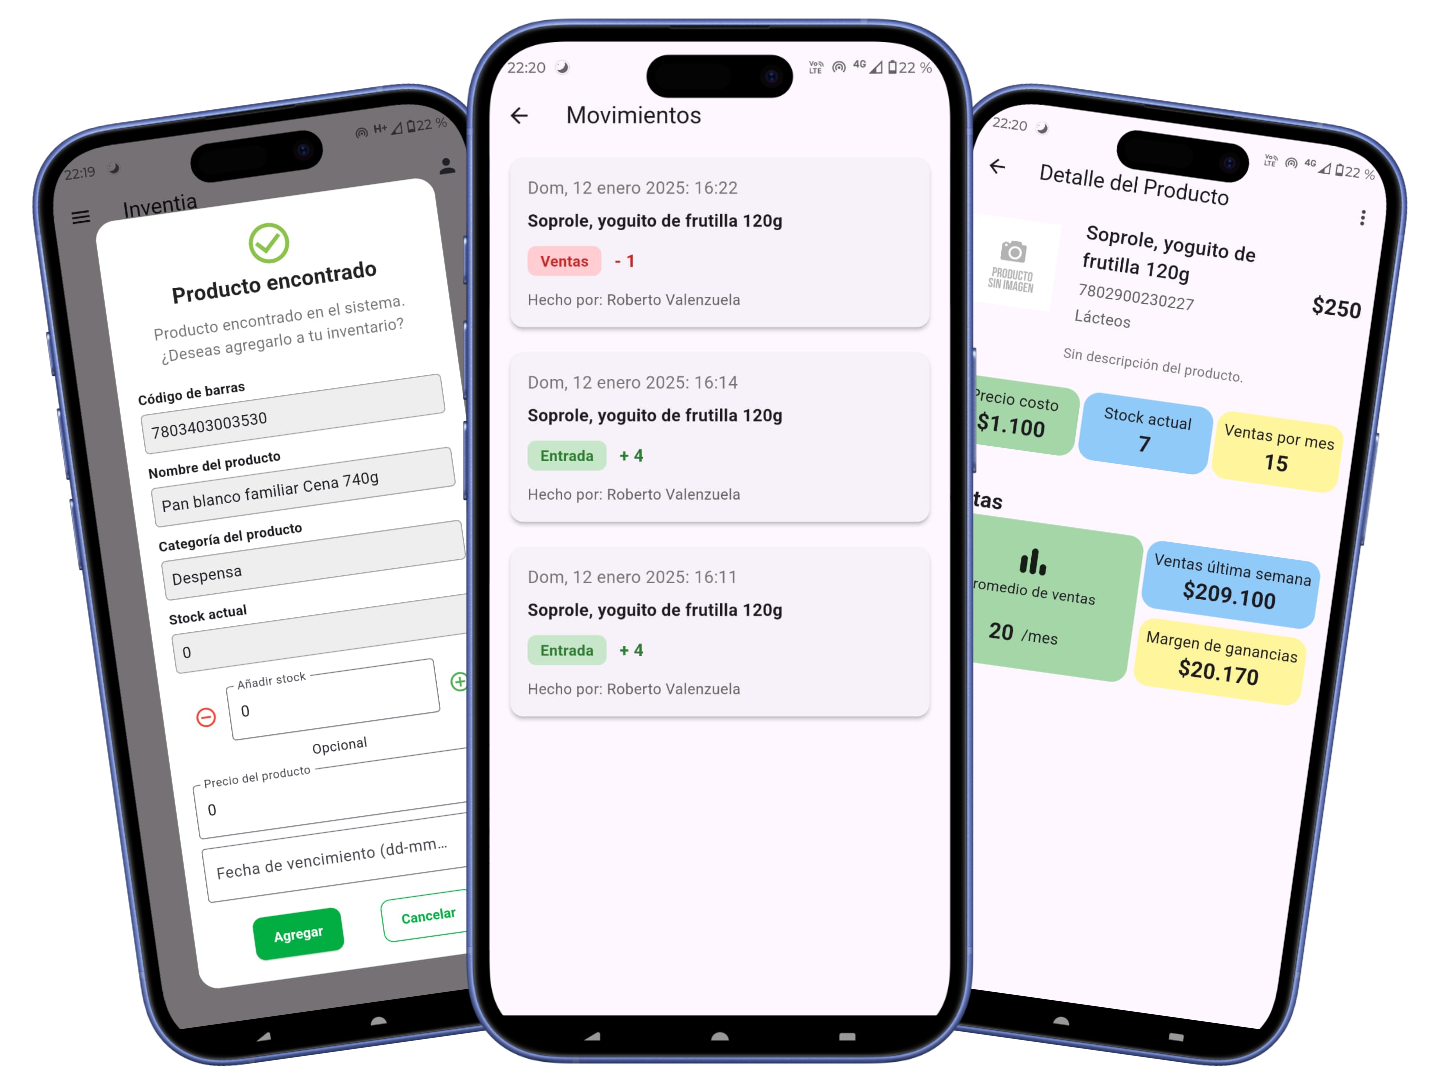 22:19
H+
22 %
Inventia
Producto encontrado
Producto encontrado en el sistema.
¿Deseas agregarlo a tu inventario?
Código de barras
7803403003530
Nombre del producto
Pan blanco familiar Cena 740g
Categoría del producto
Despensa
Stock actual
0
Añadir stock
0
Opcional
Precio del producto
0
Fecha de vencimiento (dd-mm...
Agregar
Cancelar
22:20
Vo
LTE
4G
22 %
Movimientos
Dom, 12 enero 2025: 16:22
Soprole, yoguito de frutilla 120g
Ventas
- 1
Hecho por: Roberto Valenzuela
Dom, 12 enero 2025: 16:14
Soprole, yoguito de frutilla 120g
Entrada
+ 4
Hecho por: Roberto Valenzuela
Dom, 12 enero 2025: 16:11
Soprole, yoguito de frutilla 120g
Entrada
+ 4
Hecho por: Roberto Valenzuela
22:20
Vo
LTE
4G
22 %
Detalle del Producto
PRODUCTO
SIN IMAGEN
Soprole, yoguito de
frutilla 120g
7802900230227
Lácteos
$250
Sin descripción del producto.
Precio costo
$1.100
Stock actual
7
Ventas por mes
15
tas
romedio de ventas
20 /mes
Ventas última semana
$209.100
Margen de ganancias
$20.170